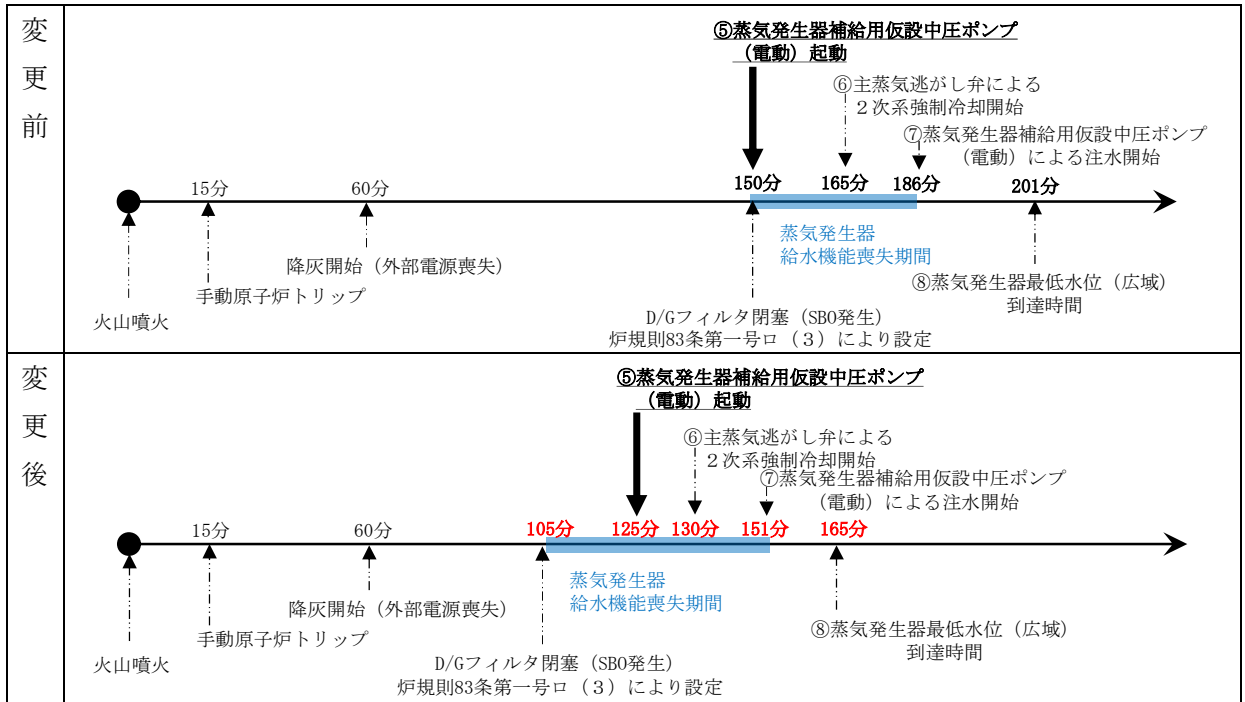 変
更
前
⑤蒸気発生器補給用仮設中圧ポンプ
（電動）起動
⑥主蒸気逃がし弁による
２次系強制冷却開始
⑦蒸気発生器補給用仮設中圧ポンプ
（電動）による注水開始
15分
60分
150分
165分
186分
201分
蒸気発生器
給水機能喪失期間
降灰開始（外部電源喪失）
手動原子炉トリップ
火山噴火
⑧蒸気発生器最低水位（広域）
到達時間
D/Gフィルタ閉塞（SBO発生）
炉規則83条第一号ロ（３）により設定
変
更
後
⑤蒸気発生器補給用仮設中圧ポンプ
（電動）起動
⑥主蒸気逃がし弁による
２次系強制冷却開始
⑦蒸気発生器補給用仮設中圧ポンプ
（電動）による注水開始
15分
60分
105分
125分
130分
151分
165分
蒸気発生器
給水機能喪失期間
降灰開始（外部電源喪失）
手動原子炉トリップ
火山噴火
⑧蒸気発生器最低水位（広域）
到達時間
D/Gフィルタ閉塞（SBO発生）
炉規則83条第一号ロ（３）により設定